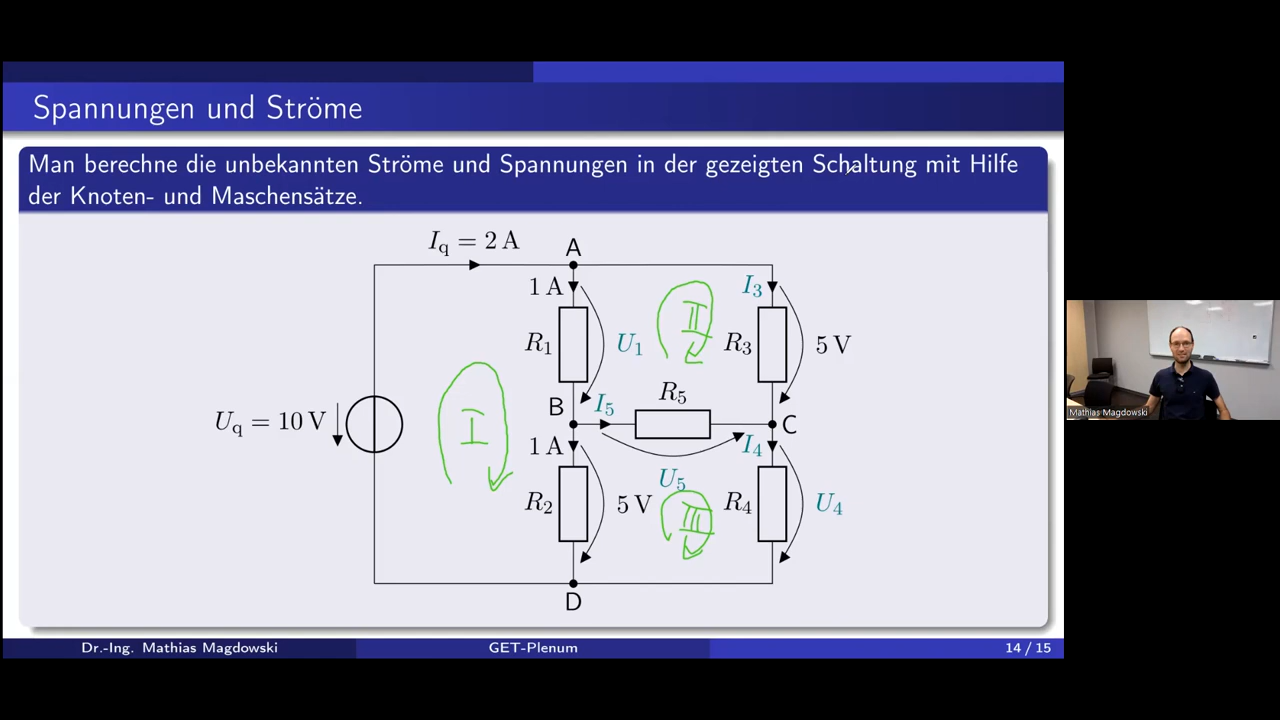 Spannungen und Ströme
Man berechne die unbekannten Ströme und Spannungen in der gezeigten Schaltung mit Hilfe
der Knoten- und Maschensätze.
I_q = 2 A
A
1 A
I_3
R_1
U_1
II
R_3
5 V
B
I_5
R_5
C
U_q = 10 V
I
1 A
I_4
U_5
R_2
5 V
III
R_4
U_4
D
Dr.-Ing. Mathias Magdowski
GET-Plenum
14 / 15
Mathias Magdowski